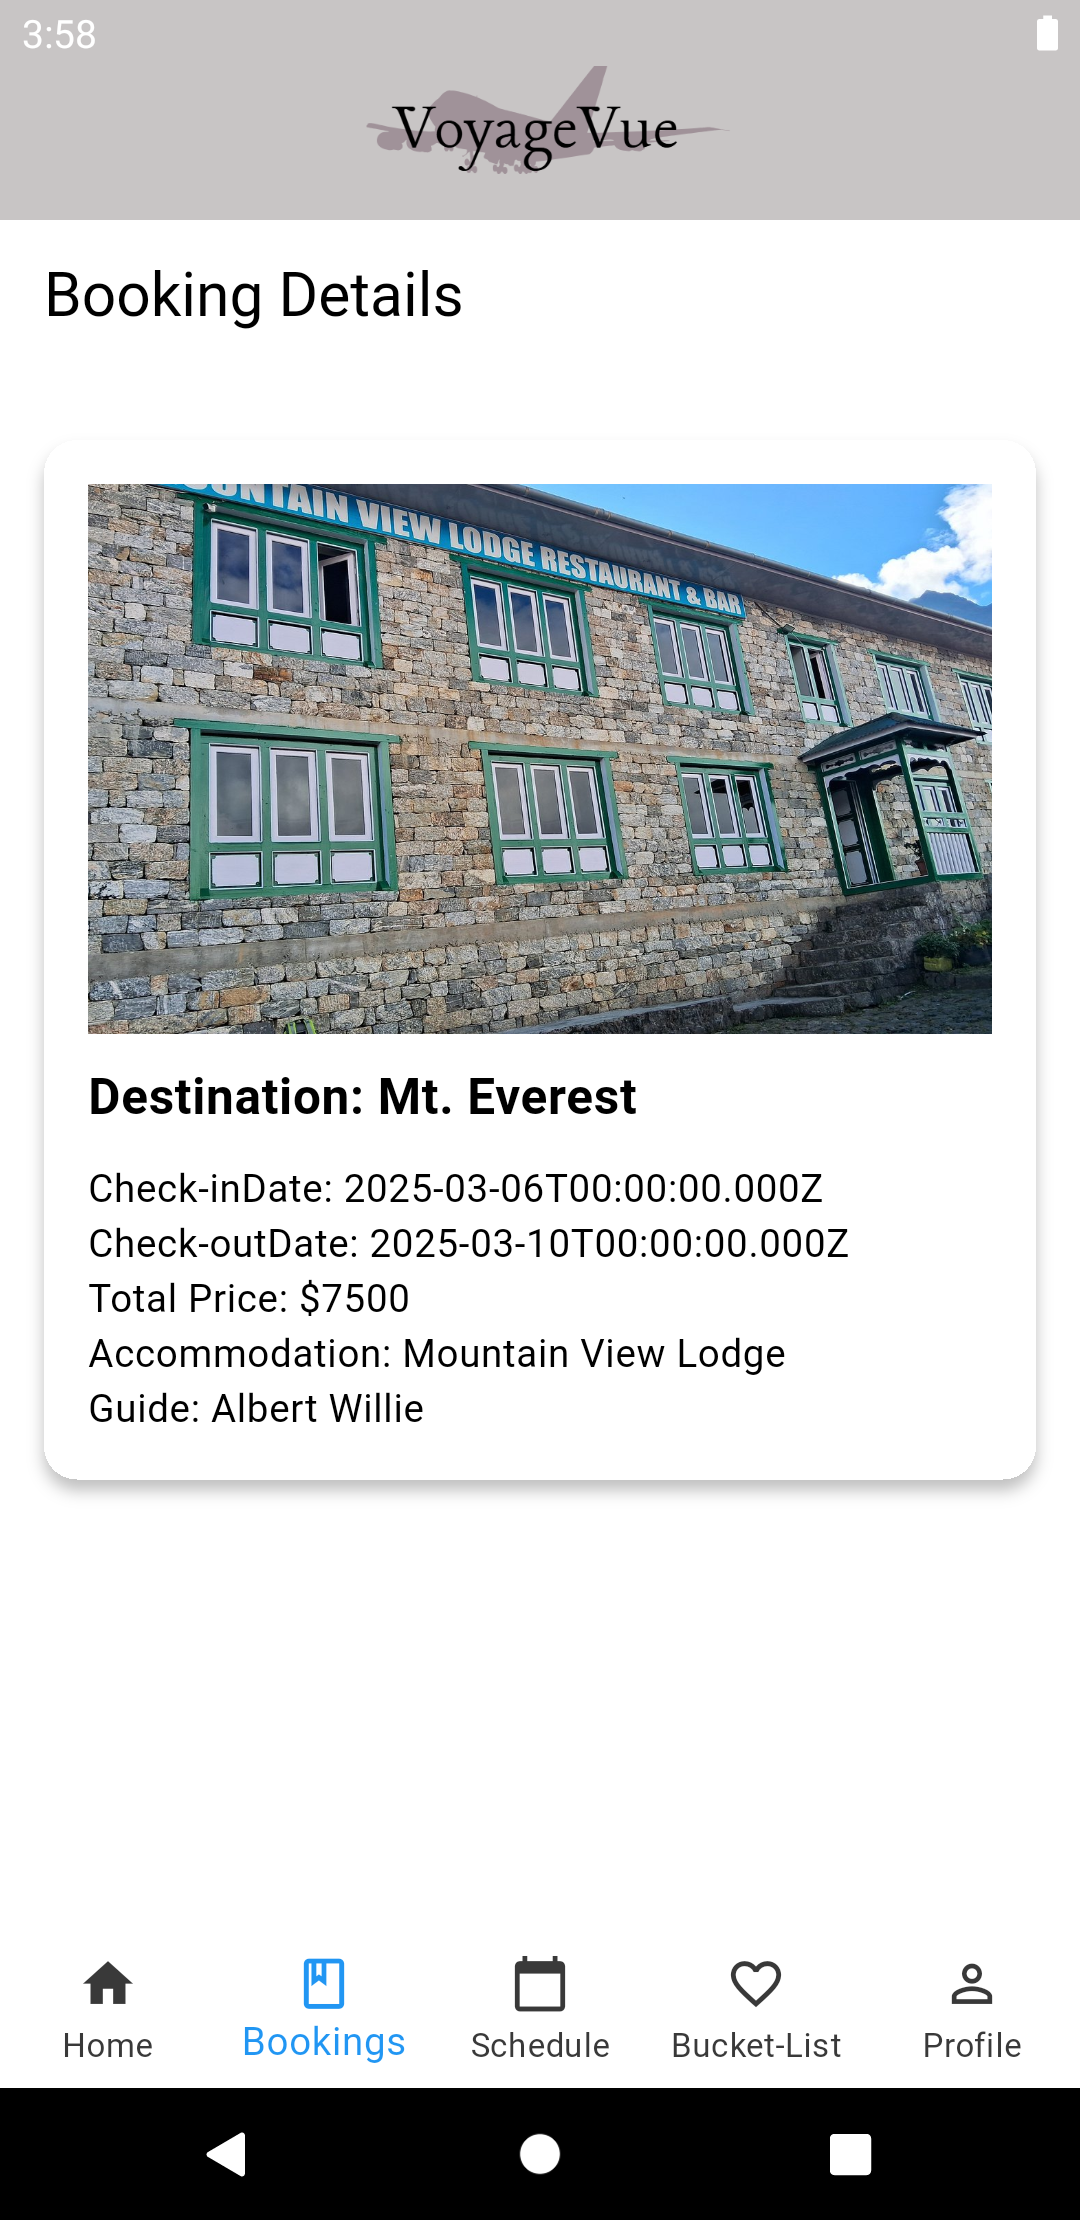 3:58
VoyageVue
Booking Details
MOUNTAIN VIEW LODGE RESTAURANT & BAR
Destination: Mt. Everest
Check-inDate: 2025-03-06T00:00:00.000Z
Check-outDate: 2025-03-10T00:00:00.000Z
Total Price: $7500
Accommodation: Mountain View Lodge
Guide: Albert Willie
Home
Bookings
Schedule
Bucket-List
Profile